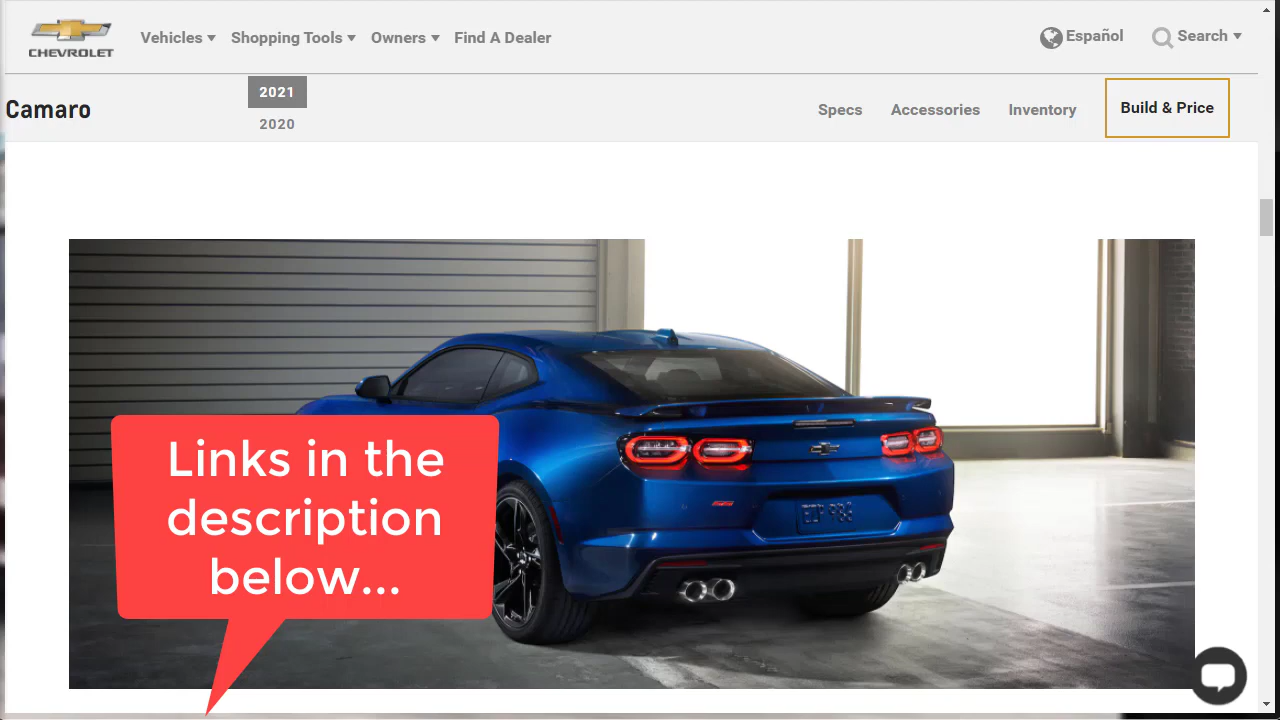 CHEVROLET
Vehicles
Shopping Tools
Owners
Find A Dealer
Español
Search
Camaro
2021
2020
Specs
Accessories
Inventory
Build & Price
Links in the
description
below...